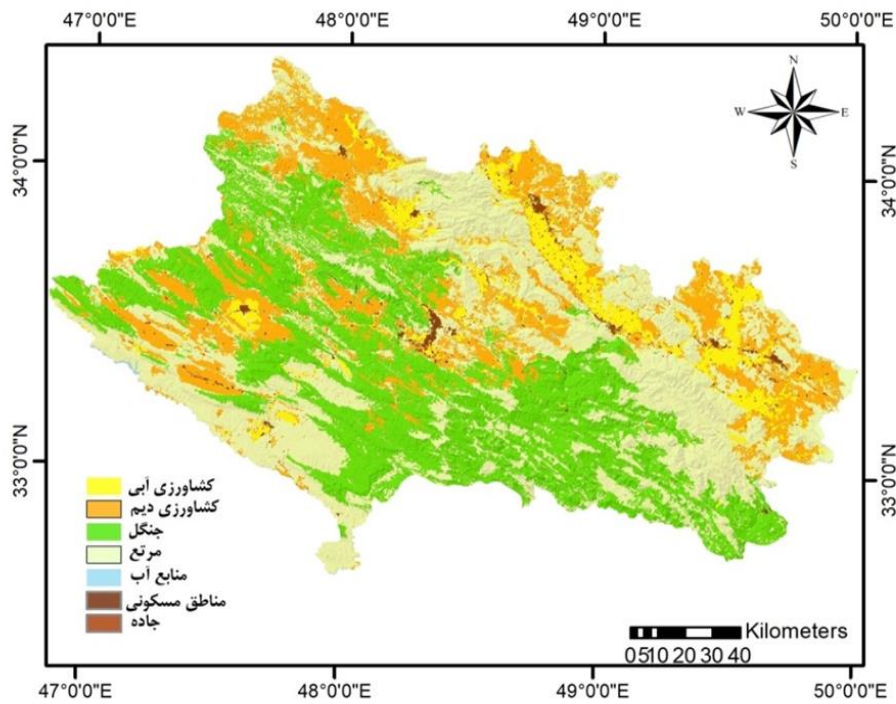 47°0'0"E 48°0'0"E 49°0'0"E 50°0'0"E
N
W E
S
34°0'0"N
34°0'0"N
33°0'0"N
33°0'0"N
کشاورزی آبی
کشاورزی دیم
جنگل
مرتع
منابع آب
مناطق مسکونی
جاده
Kilometers
0 5 10 20 30 40
47°0'0"E 48°0'0"E 49°0'0"E 50°0'0"E